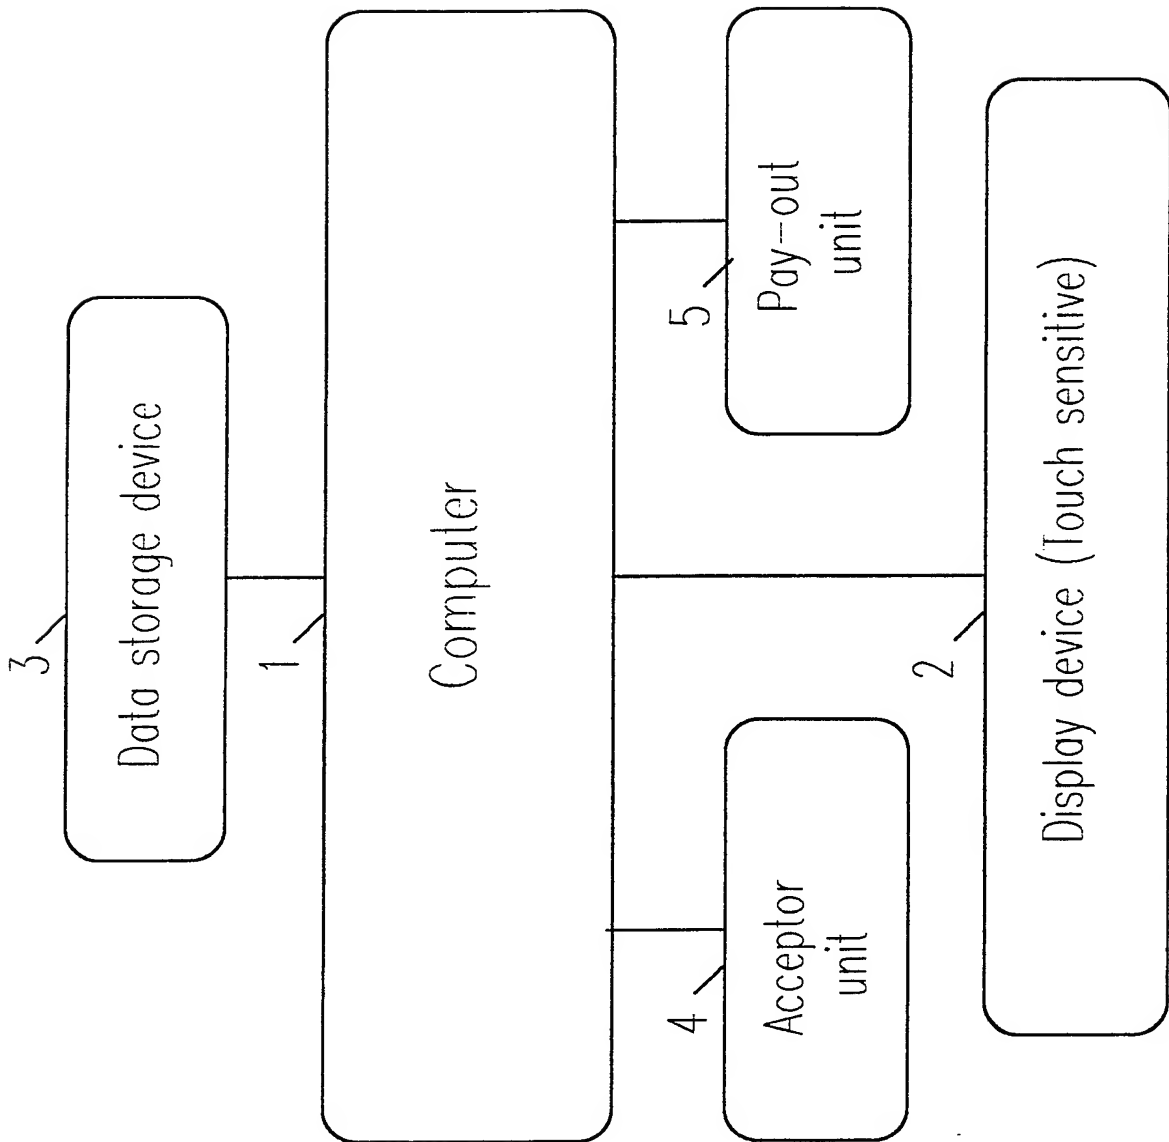 3
Data storage device
1
Computer
4
Acceptor
unit
5
Pay-out
unit
2
Display device (Touch sensitive)